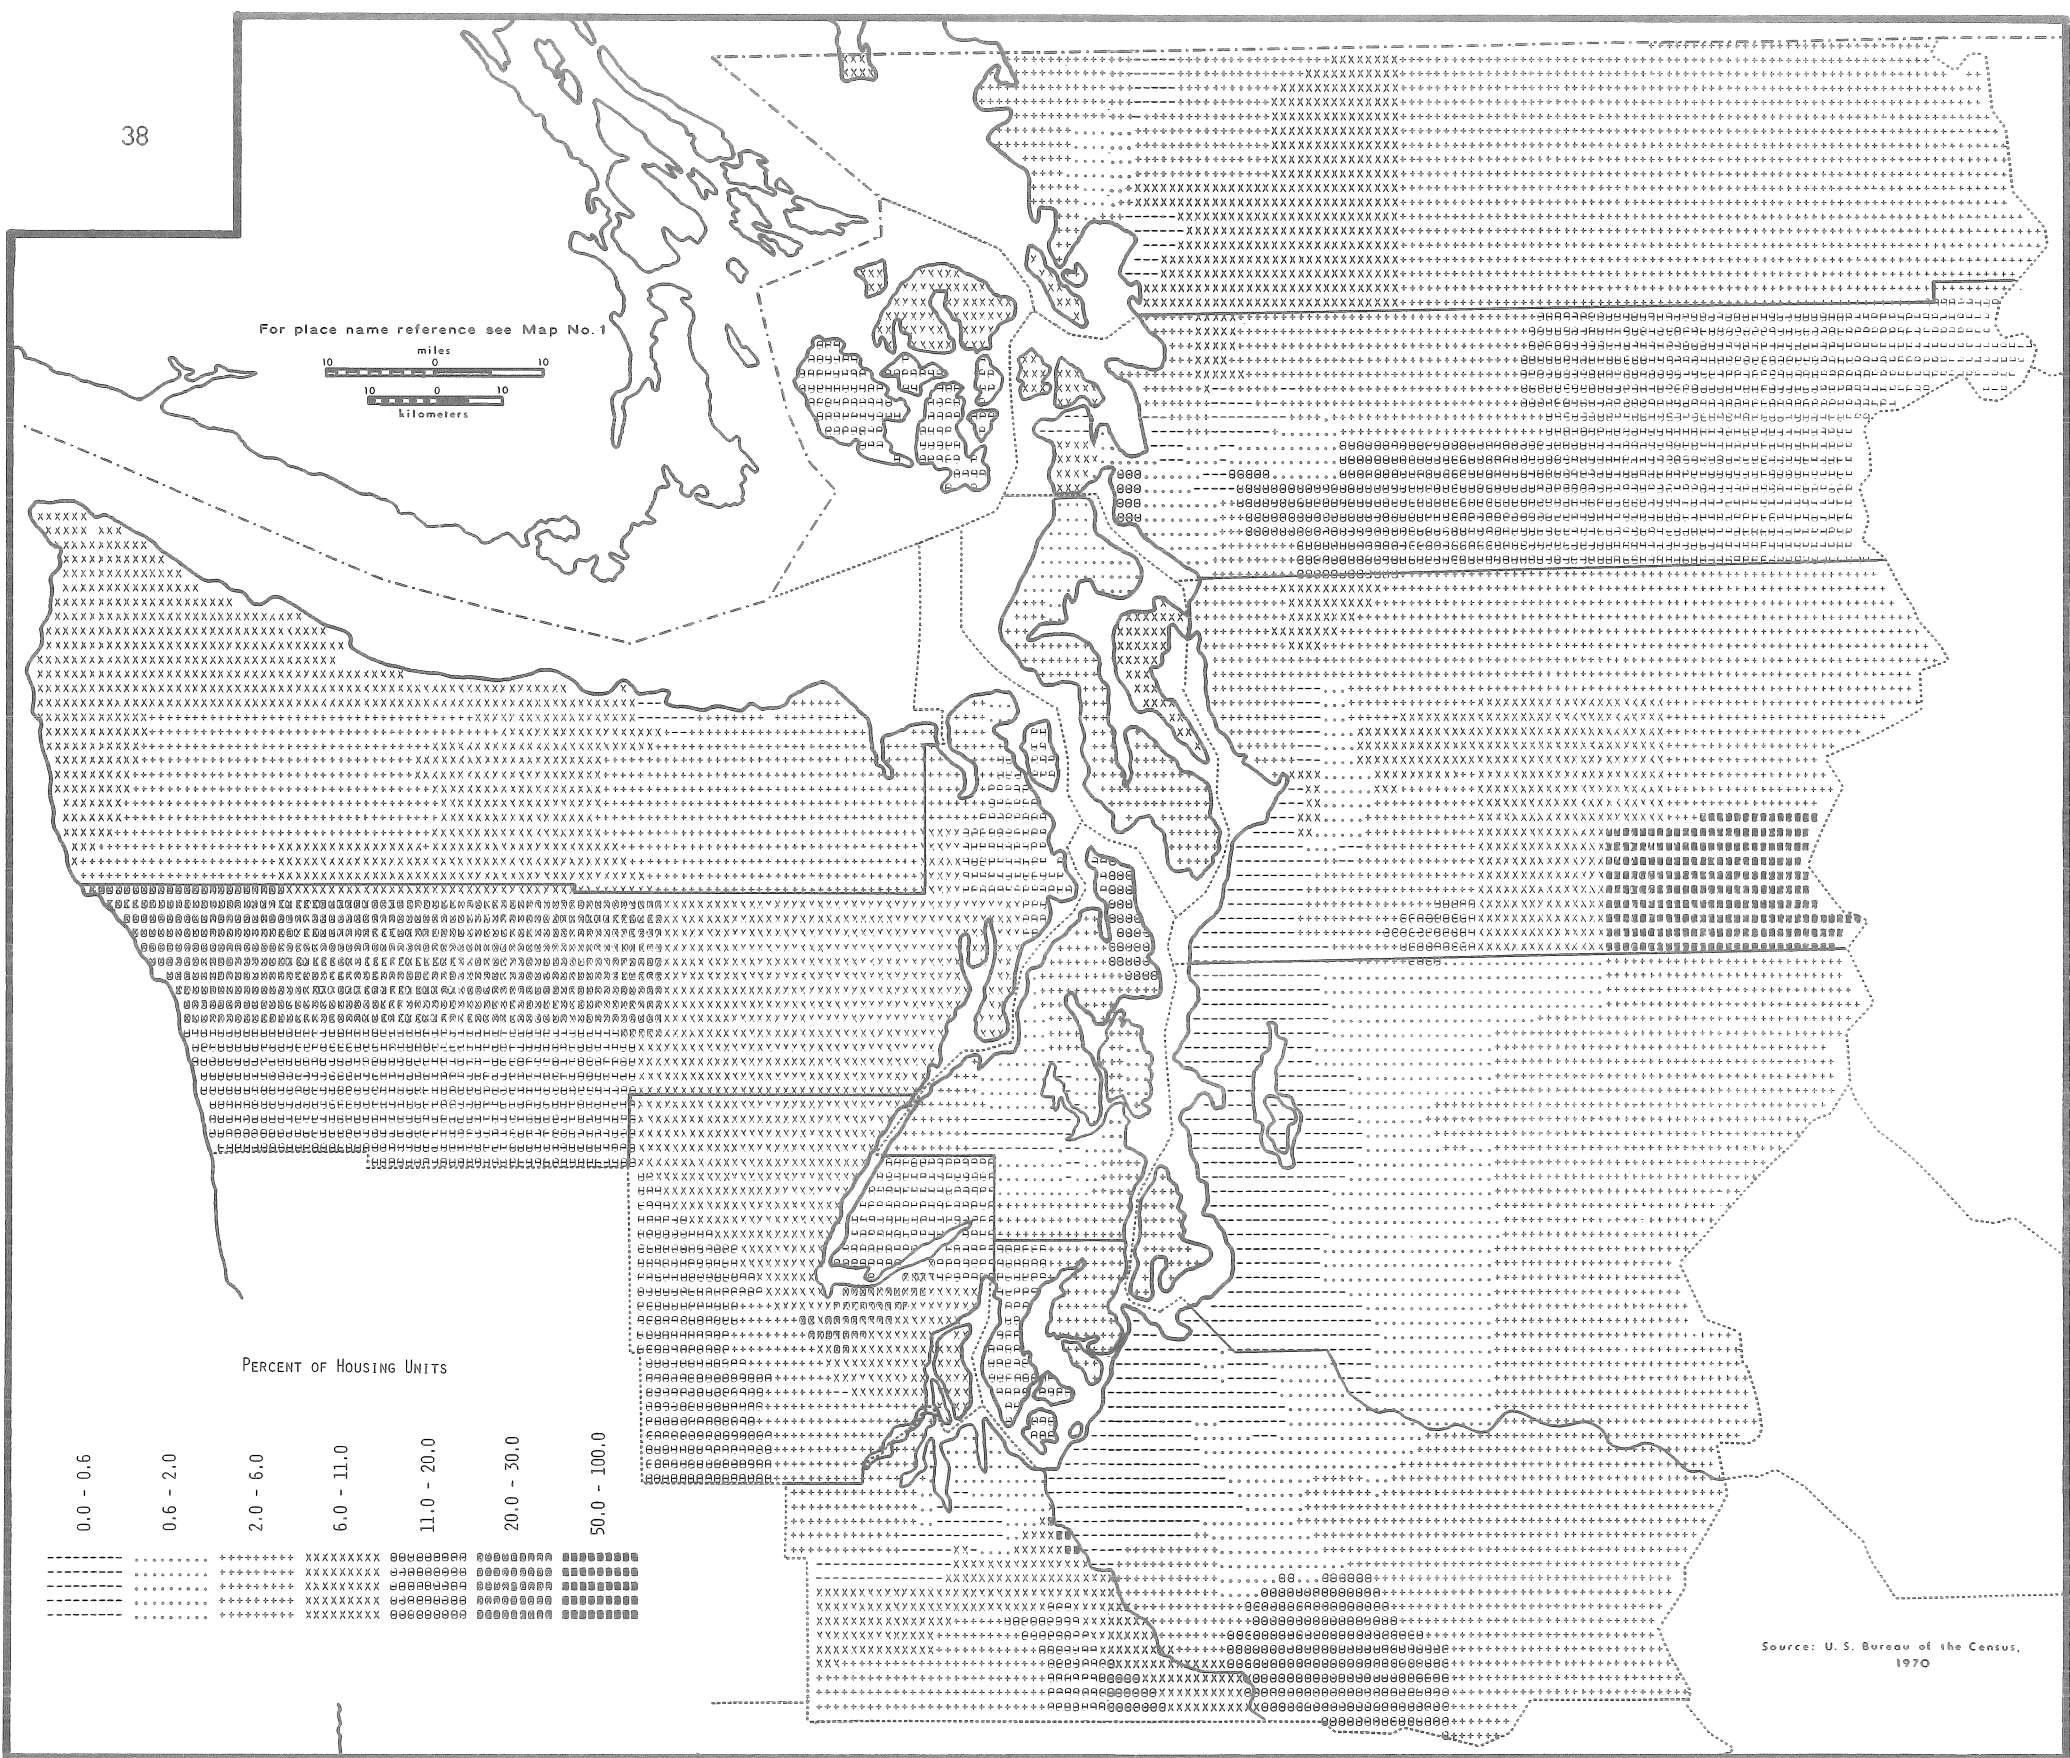 38
For place name reference see Map No. 1
miles
10 0 10
10 0 10
kilometers
PERCENT OF HOUSING UNITS
0.0 - 0.6
0.6 - 2.0
2.0 - 6.0
6.0 - 11.0
11.0 - 20.0
20.0 - 30.0
50.0 - 100.0
Source: U. S. Bureau of the Census,
1970